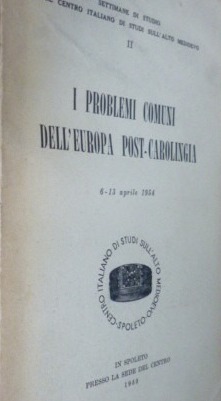 SETTIMANE DI STUDIO
CENTRO ITALIANO DI STUDI SULL'ALTO MEDIOEVO
II
I PROBLEMI COMUNI
DELL'EUROPA POST-CAROLINGIA
6-13 aprile 1954
CENTRO ITALIANO DI STUDI SULL'ALTO MEDIOEVO
·SPOLETO·
IN SPOLETO
PRESSO LA SEDE DEL CENTRO